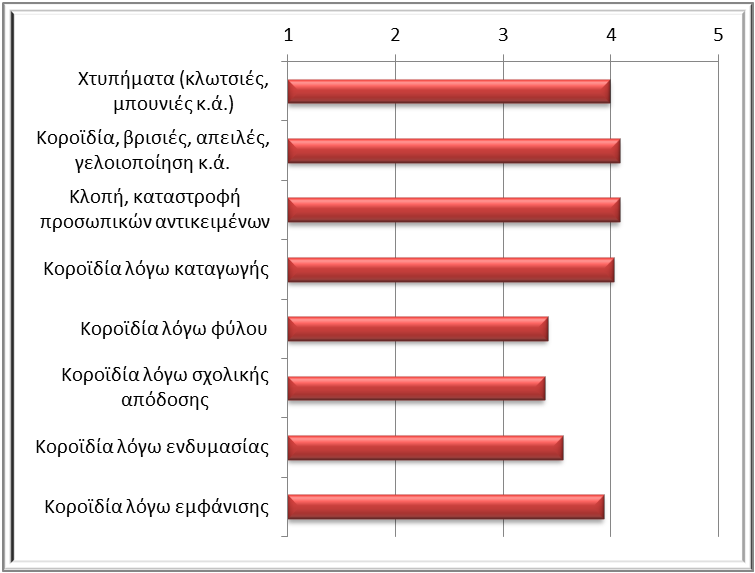 1 2 3 4 5
Χτυπήματα (κλωτσιές,
μπουνιές κ.ά.)
Κοροϊδία, βρισιές, απειλές,
γελοιοποίηση κ.ά.
Κλοπή, καταστροφή
προσωπικών αντικειμένων
Κοροϊδία λόγω καταγωγής
Κοροϊδία λόγω φύλου
Κοροϊδία λόγω σχολικής
απόδοσης
Κοροϊδία λόγω ενδυμασίας
Κοροϊδία λόγω εμφάνισης